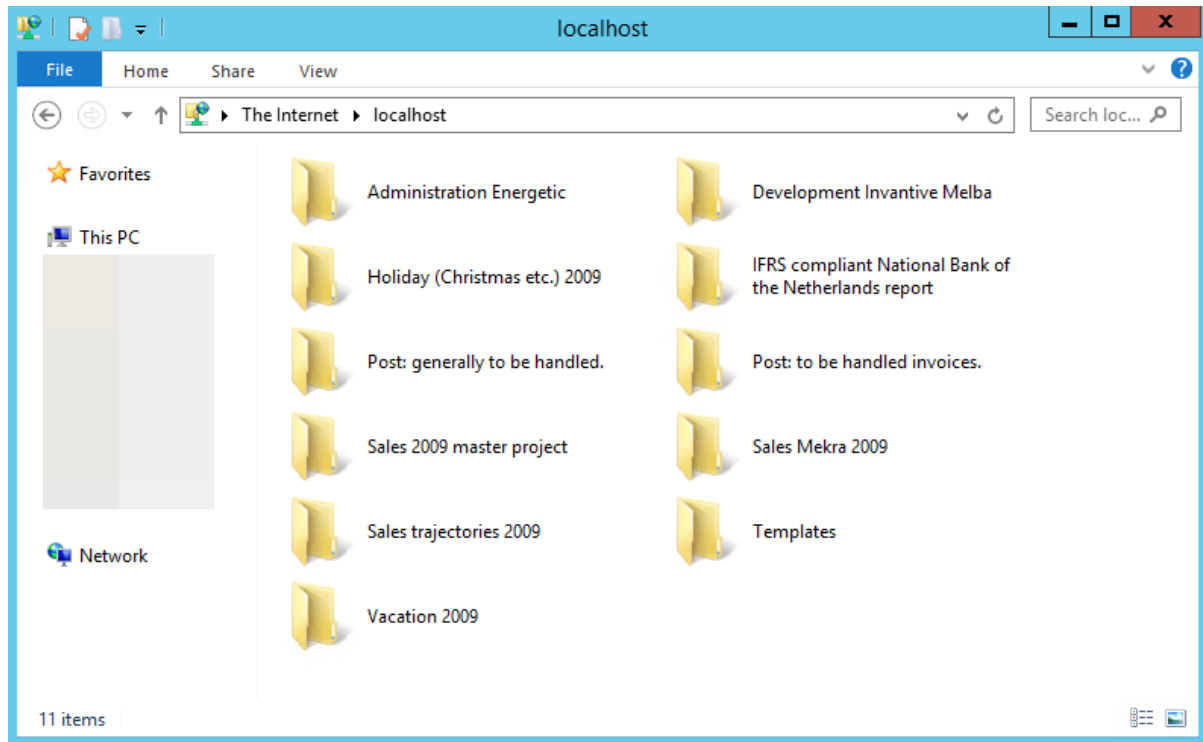 localhost
File Home Share View
The Internet localhost
Search loc...
Favorites
This PC
Network
Administration Energetic
Development Invantive Melba
Holiday (Christmas etc.) 2009
IFRS compliant National Bank of
the Netherlands report
Post: generally to be handled.
Post: to be handled invoices.
Sales 2009 master project
Sales Mekra 2009
Sales trajectories 2009
Templates
Vacation 2009
11 items